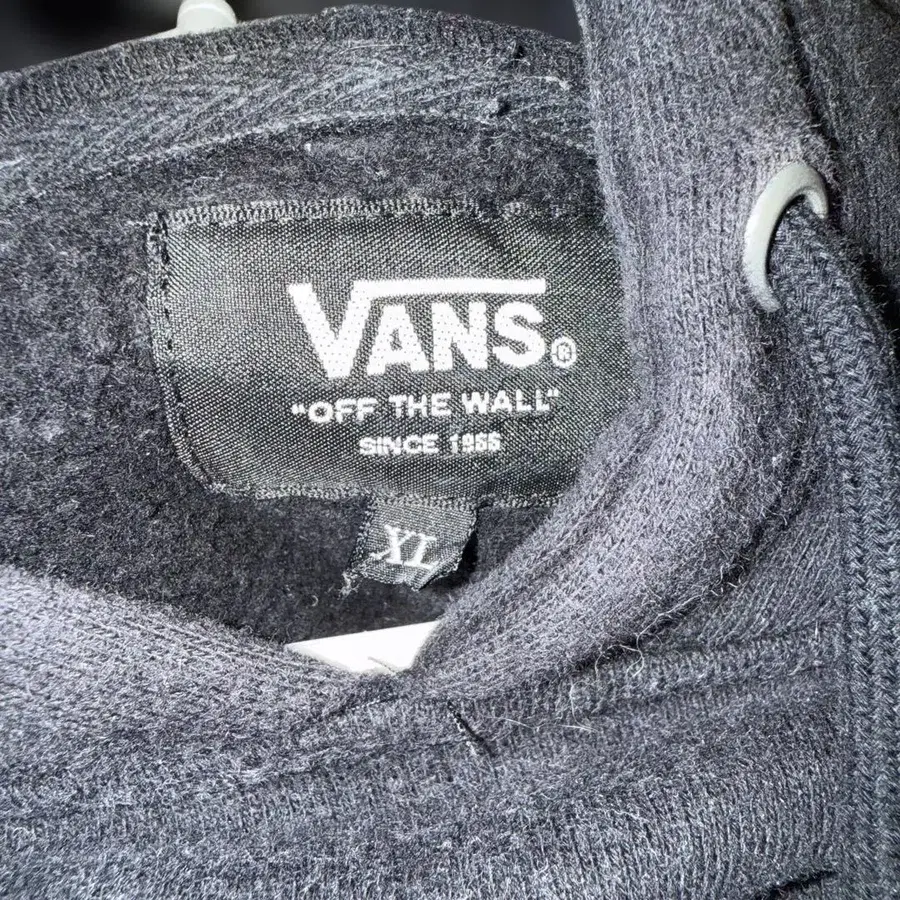 VANS®
"OFF THE WALL"
SINCE 1966
XL